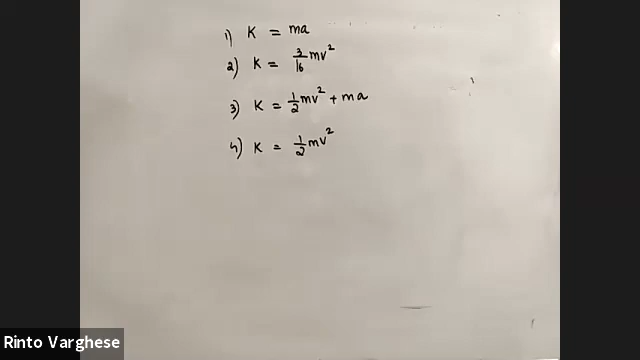 1) K = ma
2) K = 3/16 mv²
3) K = 1/2 mv² + ma
4) K = 1/2 mv²
Rinto Varghese